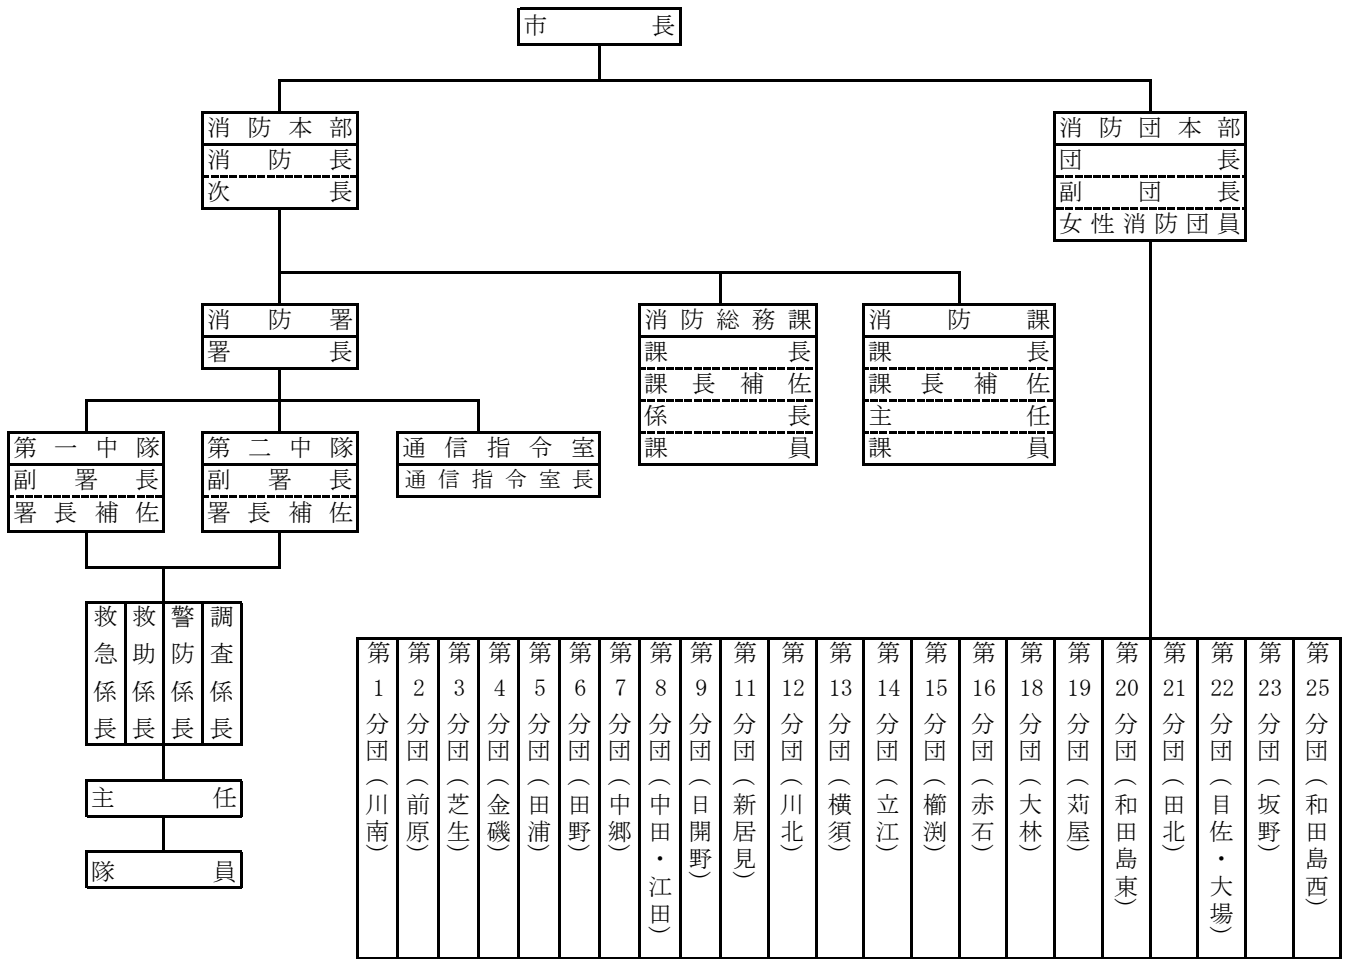 市長
消防本部
消防長
次長
消防団本部
団長
副団長
女性消防団員
消防署
署長
消防総務課
課長
課長補佐
係長
課員
消防課
課長
課長補佐
主任
課員
第一中隊
副署長
署長補佐
第二中隊
副署長
署長補佐
通信指令室
通信指令室長
救急係長
救助係長
警防係長
調査係長
主任
隊員
第1分団(川南)
第2分団(前原)
第3分団(芝生)
第4分団(金磯)
第5分団(田浦)
第6分団(田野)
第7分団(中郷)
第8分団(中田・江田)
第9分団(日開野)
第11分団(新居見)
第12分団(川北)
第13分団(横須)
第14分団(立江)
第15分団(櫛渕)
第16分団(赤石)
第18分団(大林)
第19分団(苅屋)
第20分団(和田島東)
第21分団(田北)
第22分団(目佐・大場)
第23分団(坂野)
第25分団(和田島西)